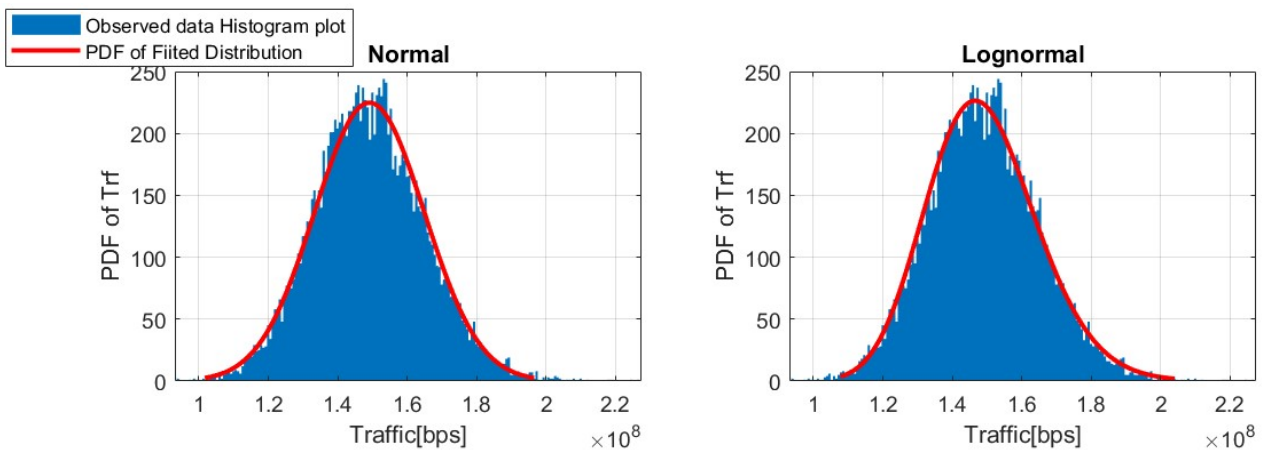 Observed data Histogram plot
PDF of Fiited Distribution
Normal
250
200
150
100
50
0
PDF of Trf
1 1.2 1.4 1.6 1.8 2 2.2
Traffic[bps]
×10^8
Lognormal
250
200
150
100
50
0
PDF of Trf
1 1.2 1.4 1.6 1.8 2 2.2
Traffic[bps]
×10^8